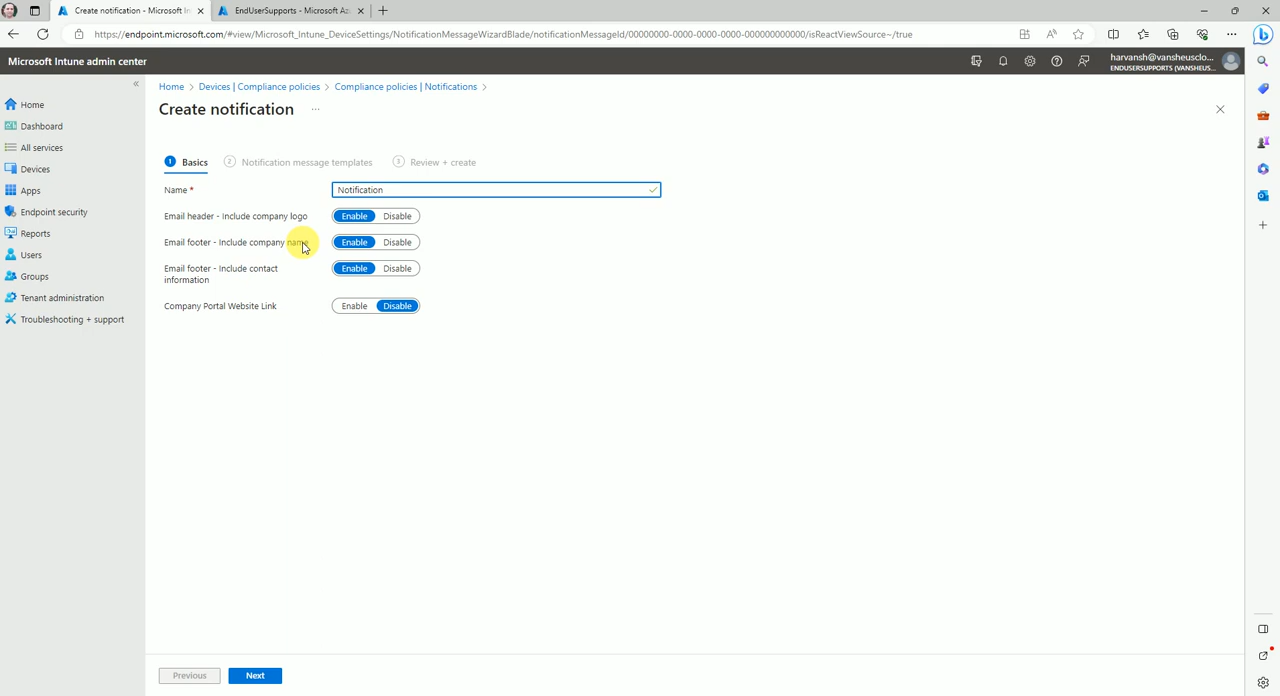 Create notification - Microsoft In
EndUserSupports - Microsoft Az
https://endpoint.microsoft.com/#view/Microsoft_Intune_DeviceSettings/NotificationMessageWizardBlade/notificationMessageId/00000000-0000-0000-0000-000000000000/isReactViewSource~/true
Microsoft Intune admin center
harvansh@vansheusclo...
ENDUSERSUPPORTS (VANSHEUS...
Home > Devices | Compliance policies > Compliance policies | Notifications >
Create notification ...
Home
Dashboard
All services
Devices
Apps
Endpoint security
Reports
Users
Groups
Tenant administration
Troubleshooting + support
1 Basics 2 Notification message templates 3 Review + create
Name * Notification
Email header - Include company logo Enable Disable
Email footer - Include company name Enable Disable
Email footer - Include contact information Enable Disable
Company Portal Website Link Enable Disable
Previous Next